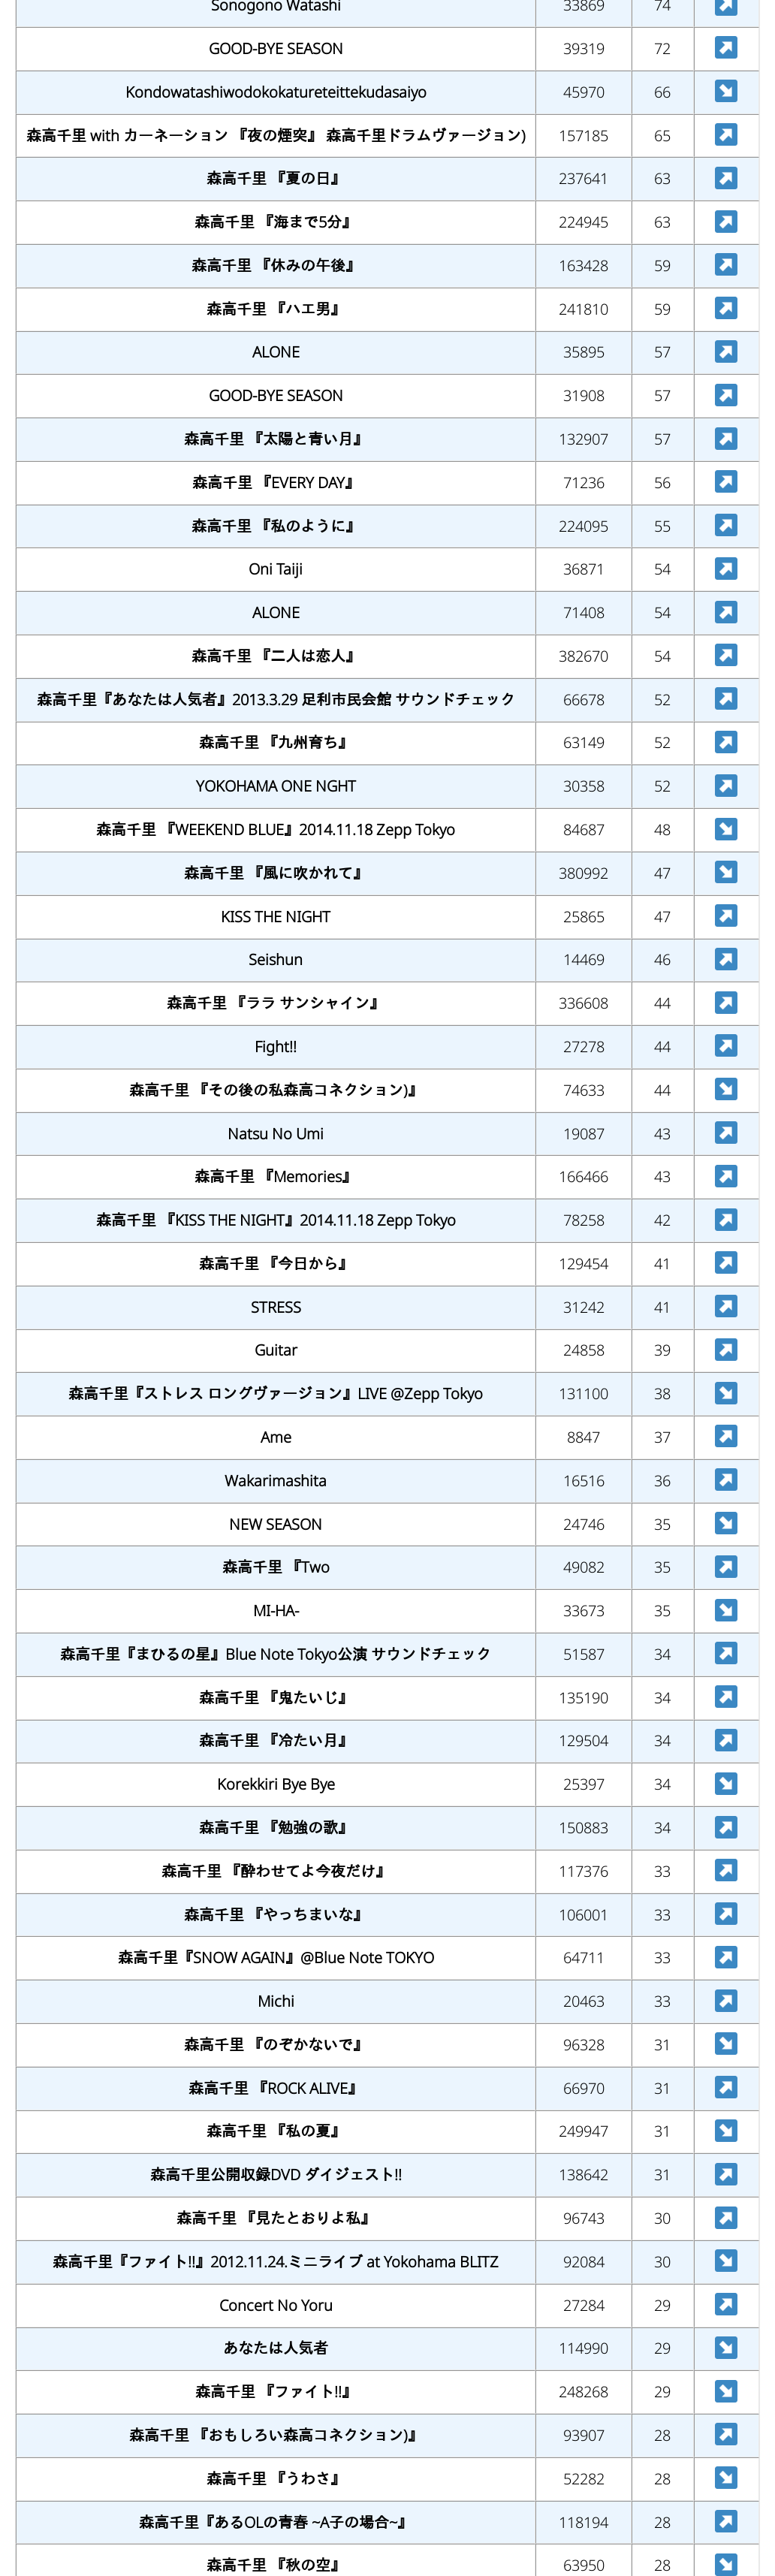 Sonogono Watashi 33869 74
GOOD-BYE SEASON 39319 72
Kondowatashiwodokokatureteittekudasaiyo 45970 66
森高千里 with カーネーション 『夜の煙突』 森高千里ドラムヴァージョン) 157185 65
森高千里 『夏の日』 237641 63
森高千里 『海まで5分』 224945 63
森高千里 『休みの午後』 163428 59
森高千里 『ハエ男』 241810 59
ALONE 35895 57
GOOD-BYE SEASON 31908 57
森高千里 『太陽と青い月』 132907 57
森高千里 『EVERY DAY』 71236 56
森高千里 『私のように』 224095 55
Oni Taiji 36871 54
ALONE 71408 54
森高千里 『二人は恋人』 382670 54
森高千里『あなたは人気者』2013.3.29 足利市民会館 サウンドチェック 66678 52
森高千里 『九州育ち』 63149 52
YOKOHAMA ONE NGHT 30358 52
森高千里 『WEEKEND BLUE』2014.11.18 Zepp Tokyo 84687 48
森高千里 『風に吹かれて』 380992 47
KISS THE NIGHT 25865 47
Seishun 14469 46
森高千里 『ララ サンシャイン』 336608 44
Fight!! 27278 44
森高千里 『その後の私森高コネクション)』 74633 44
Natsu No Umi 19087 43
森高千里 『Memories』 166466 43
森高千里 『KISS THE NIGHT』2014.11.18 Zepp Tokyo 78258 42
森高千里 『今日から』 129454 41
STRESS 31242 41
Guitar 24858 39
森高千里『ストレス ロングヴァージョン』LIVE @Zepp Tokyo 131100 38
Ame 8847 37
Wakarimashita 16516 36
NEW SEASON 24746 35
森高千里 『Two 49082 35
MI-HA- 33673 35
森高千里『まひるの星』Blue Note Tokyo公演 サウンドチェック 51587 34
森高千里 『鬼たいじ』 135190 34
森高千里 『冷たい月』 129504 34
Korekkiri Bye Bye 25397 34
森高千里 『勉強の歌』 150883 34
森高千里 『酔わせてよ今夜だけ』 117376 33
森高千里 『やっちまいな』 106001 33
森高千里『SNOW AGAIN』@Blue Note TOKYO 64711 33
Michi 20463 33
森高千里 『のぞかないで』 96328 31
森高千里 『ROCK ALIVE』 66970 31
森高千里 『私の夏』 249947 31
森高千里公開収録DVD ダイジェスト!! 138642 31
森高千里 『見たとおりよ私』 96743 30
森高千里『ファイト!!』2012.11.24.ミニライブ at Yokohama BLITZ 92084 30
Concert No Yoru 27284 29
あなたは人気者 114990 29
森高千里 『ファイト!!』 248268 29
森高千里 『おもしろい森高コネクション)』 93907 28
森高千里 『うわさ』 52282 28
森高千里『あるOLの青春 ~A子の場合~』 118194 28
森高千里 『秋の空』 63950 28